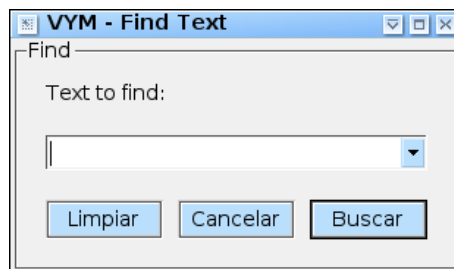 VYM - Find Text
Find
Text to find:
Limpiar Cancelar Buscar